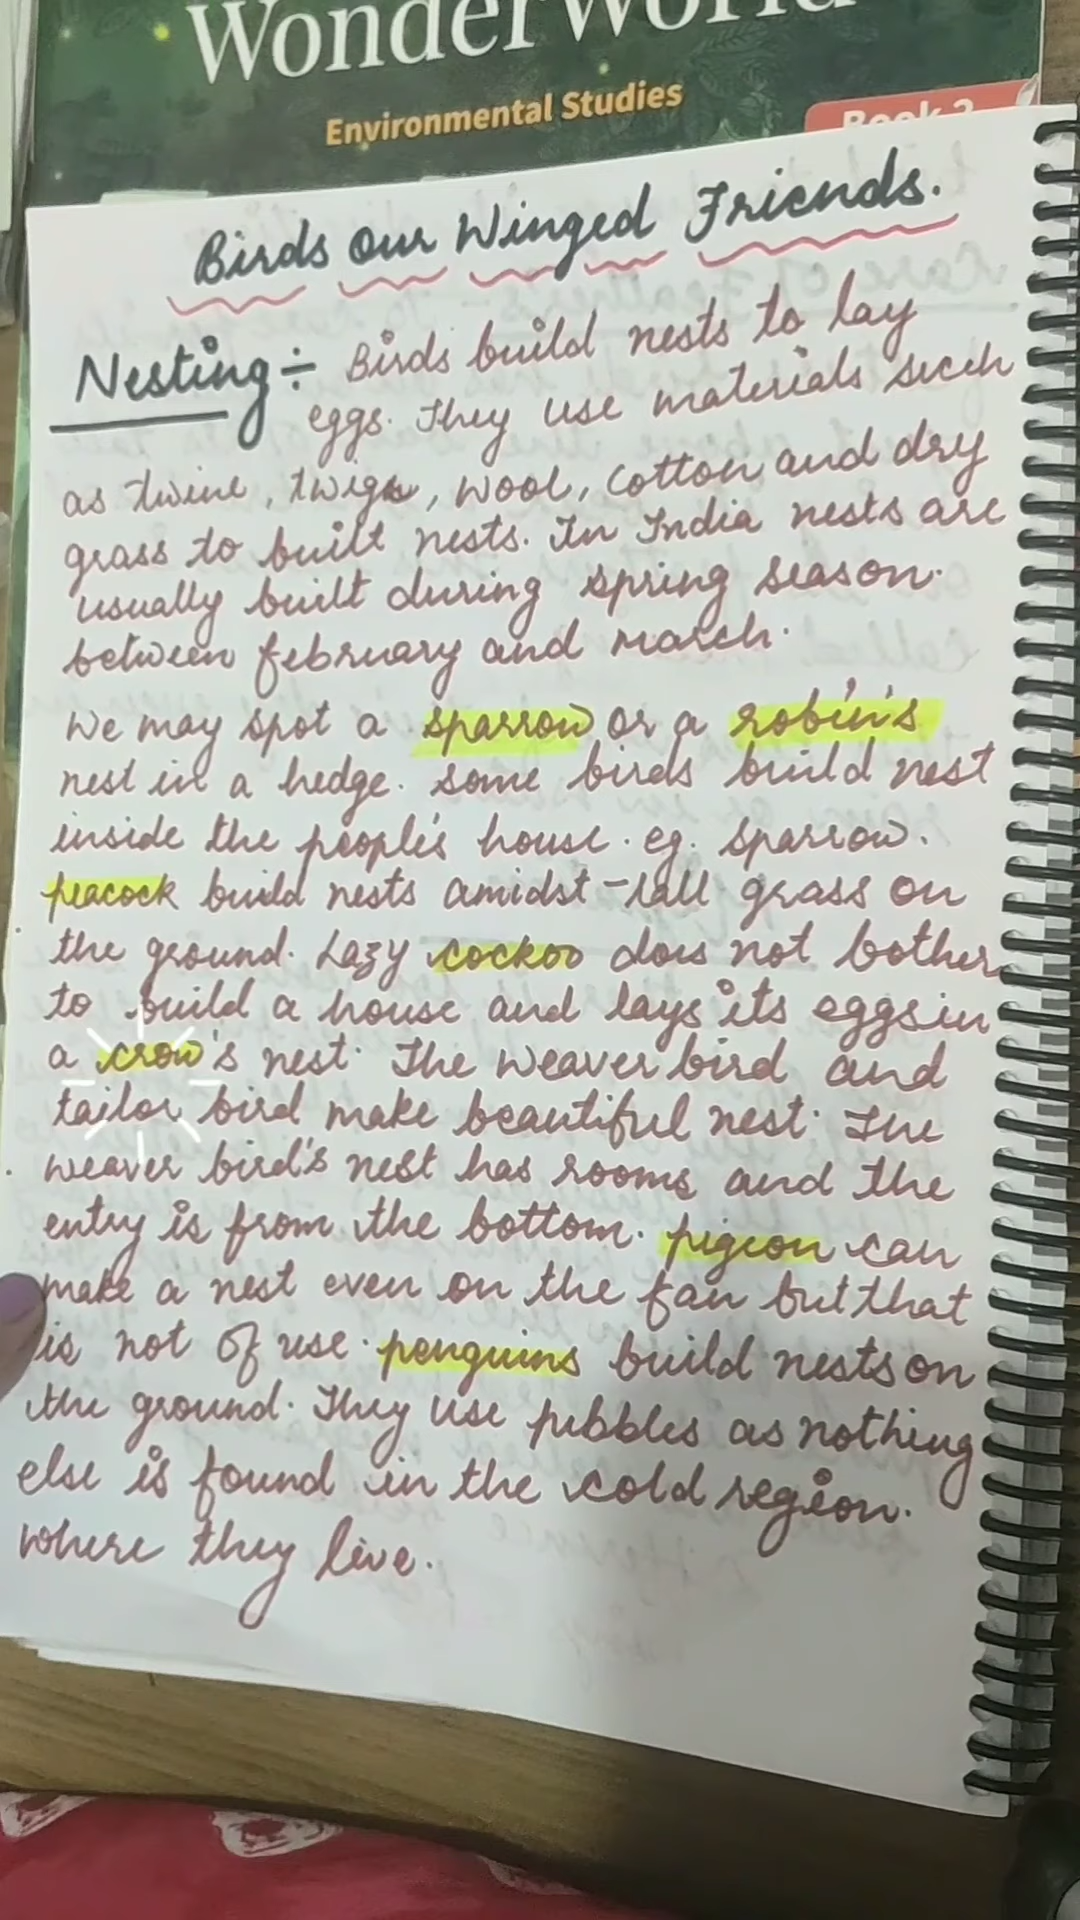 WonderWorld
Environmental Studies
Book 3
Birds Our Winged Friends.
Nesting ÷ Birds build nests to lay
eggs. They use materials such
as twine, twigs, wool, cotton and dry
grass to built nests. In India nests are
usually built during spring season.
between february and march.
We may spot a sparrow or a robin's
nest in a hedge. some birds build nest
inside the people's house. eg. sparrow.
peacock build nests amidst tall grass on
the ground. Lazy cockoo does not bother
to build a house and lays its eggs in
a crow's nest. The weaver bird and
tailor bird make beautiful nest. The
weaver bird's nest has rooms and the
entry is from the bottom. pigeon can
make a nest even on the fan but that
is not of use. penguins build nests on
the ground. They use pebbles as nothing
else is found in the cold region.
where they live.